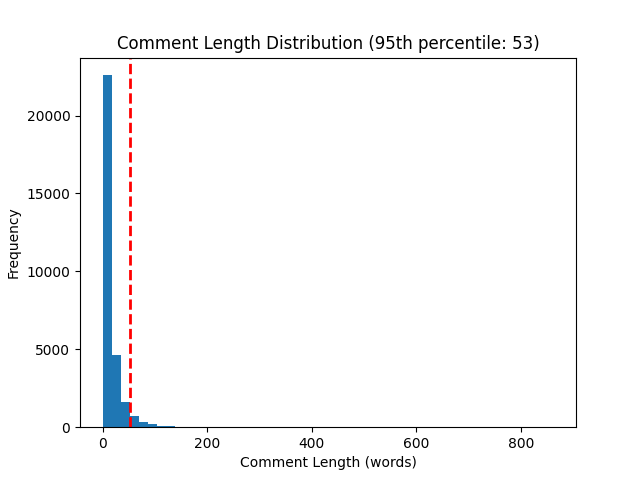 Comment Length Distribution (95th percentile: 53)
20000
15000
10000
5000
0
Frequency
0 200 400 600 800
Comment Length (words)